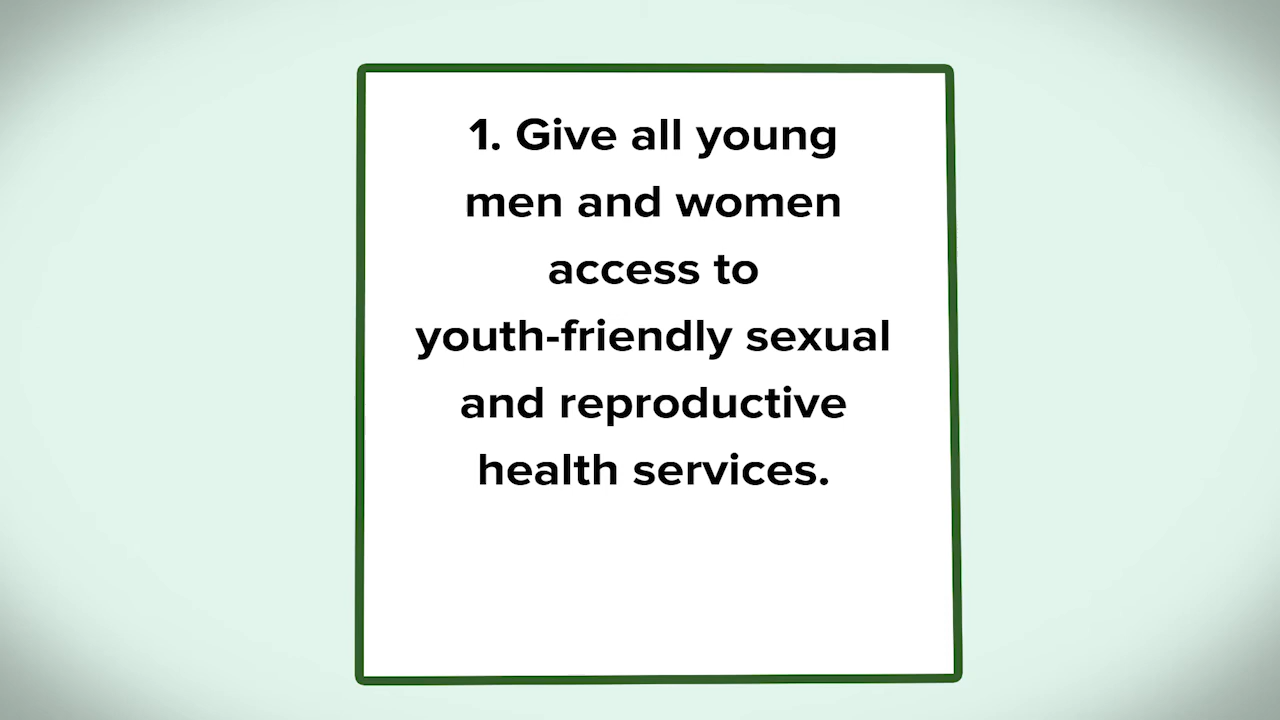 1. Give all young
men and women
access to
youth-friendly sexual
and reproductive
health services.